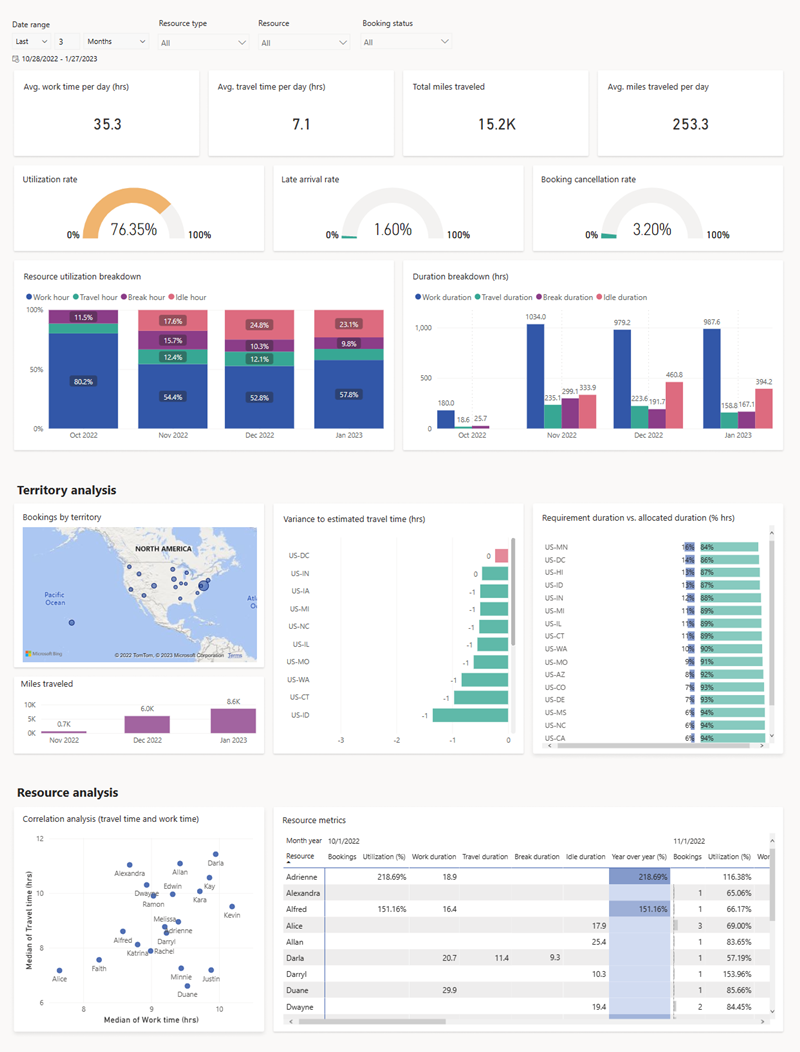 Date range
Resource type
Resource
Booking status
Last 3 Months All All All
10/28/2022 - 1/27/2023
Avg. work time per day (hrs)
35.3
Avg. travel time per day (hrs)
7.1
Total miles traveled
15.2K
Avg. miles traveled per day
253.3
Utilization rate
0% 76.35% 100%
Late arrival rate
0% 1.60% 100%
Booking cancellation rate
0% 3.20% 100%
Resource utilization breakdown
Work hour Travel hour Break hour Idle hour
100%
50%
0%
11.5%
80.2%
17.6%
15.7%
12.4%
54.4%
24.8%
10.3%
12.1%
52.8%
23.1%
9.8%
57.8%
Oct 2022 Nov 2022 Dec 2022 Jan 2023
Duration breakdown (hrs)
Work duration Travel duration Break duration Idle duration
1,000
500
0
180.0 18.6 25.7
1034.0 235.1 299.1 333.9
979.2 223.6 191.7 460.8
987.6 158.8 167.1 394.2
Oct 2022 Nov 2022 Dec 2022 Jan 2023
Territory analysis
Bookings by territory
NORTH AMERICA
Pacific
Ocean
Microsoft Bing
© 2022 TomTom, © 2023 Microsoft Corporation Terms
Miles traveled
10K
5K
0K
0.7K 6.0K 8.6K
Nov 2022 Dec 2022 Jan 2023
Variance to estimated travel time (hrs)
US-DC 0
US-IN 0
US-IA -1
US-MI -1
US-NC -1
US-IL -1
US-MO -1
US-WA -1
US-CT -1
US-ID -1
-3 -2 -1 0
Requirement duration vs. allocated duration (% hrs)
US-MN 16% 84%
US-DC 14% 86%
US-HI 13% 87%
US-ID 13% 87%
US-IN 12% 88%
US-MI 11% 89%
US-IL 11% 89%
US-CT 11% 89%
US-WA 10% 90%
US-MO 9% 91%
US-AZ 8% 92%
US-CO 7% 93%
US-DE 7% 93%
US-MS 6% 94%
US-NC 6% 94%
US-CA 6% 94%
Resource analysis
Correlation analysis (travel time and work time)
Median of Travel time (hrs)
12
10
8
6
Darla
Alexandra
Allan
Kay
Dwayne
Edwin
Ramon
Kara
Kevin
Melissa
Adrienne
Alfred
Darryl
Katrina
Rachel
Faith
Alice
Minnie
Justin
Duane
8 9 10
Median of Work time (hrs)
Resource metrics
Month year 10/1/2022 11/1/2022
Resource Bookings Utilization (%) Work duration Travel duration Break duration Idle duration Year over year (%) Bookings Utilization (%)
Adrienne 218.69% 18.9 218.69% 116.38%
Alexandra 1 65.06%
Alfred 151.16% 16.4 151.16% 1 66.17%
Alice 17.9 3 69.00%
Allan 25.4 1 83.65%
Darla 20.7 11.4 9.3 1 57.19%
Darryl 10.3 1 153.96%
Duane 29.9 1 85.66%
Dwayne 19.4 2 84.45%